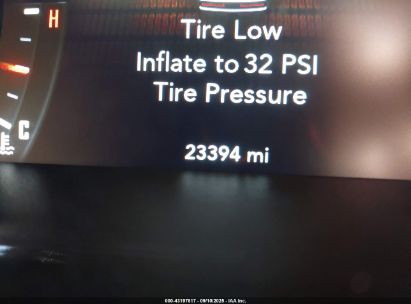 H
Tire Low
Inflate to 32 PSI
Tire Pressure
C
E
23394 mi